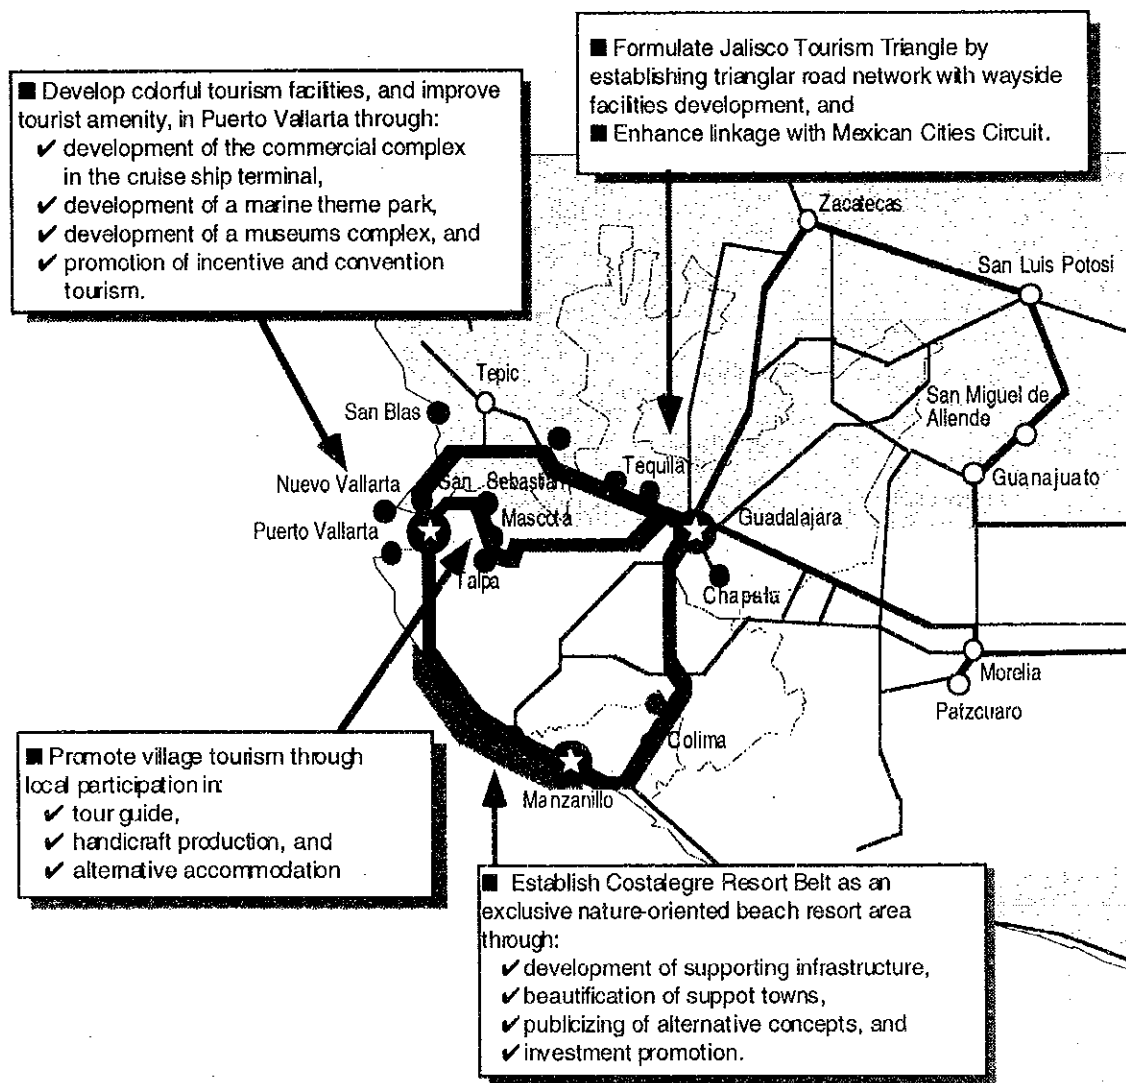 ■ Formulate Jalisco Tourism Triangle by
establishing trianglar road network with wayside
facilities development, and
■ Enhance linkage with Mexican Cities Circuit.
■ Develop colorful tourism facilities, and improve
tourist amenity, in Puerto Vallarta through:
✔ development of the commercial complex
in the cruise ship terminal,
✔ development of a marine theme park,
✔ development of a museums complex, and
✔ promotion of incentive and convention
tourism.
Zacatecas
San Luis Potosi
Tepic
San Blas
San Miguel de
Allende
Tequila
Nuevo Vallarta
San Sebastian
Guanajuato
Puerto Vallarta
Mascota
Guadalajara
Talpa
Chapala
Morelia
Patzcuaro
Colima
Manzanillo
■ Promote village tourism through
local participation in:
✔ tour guide,
✔ handicraft production, and
✔ alternative accommodation
■ Establish Costalegre Resort Belt as an
exclusive nature-oriented beach resort area
through:
✔ development of supporting infrastructure,
✔ beautification of suppot towns,
✔ publicizing of alternative concepts, and
✔ investment promotion.